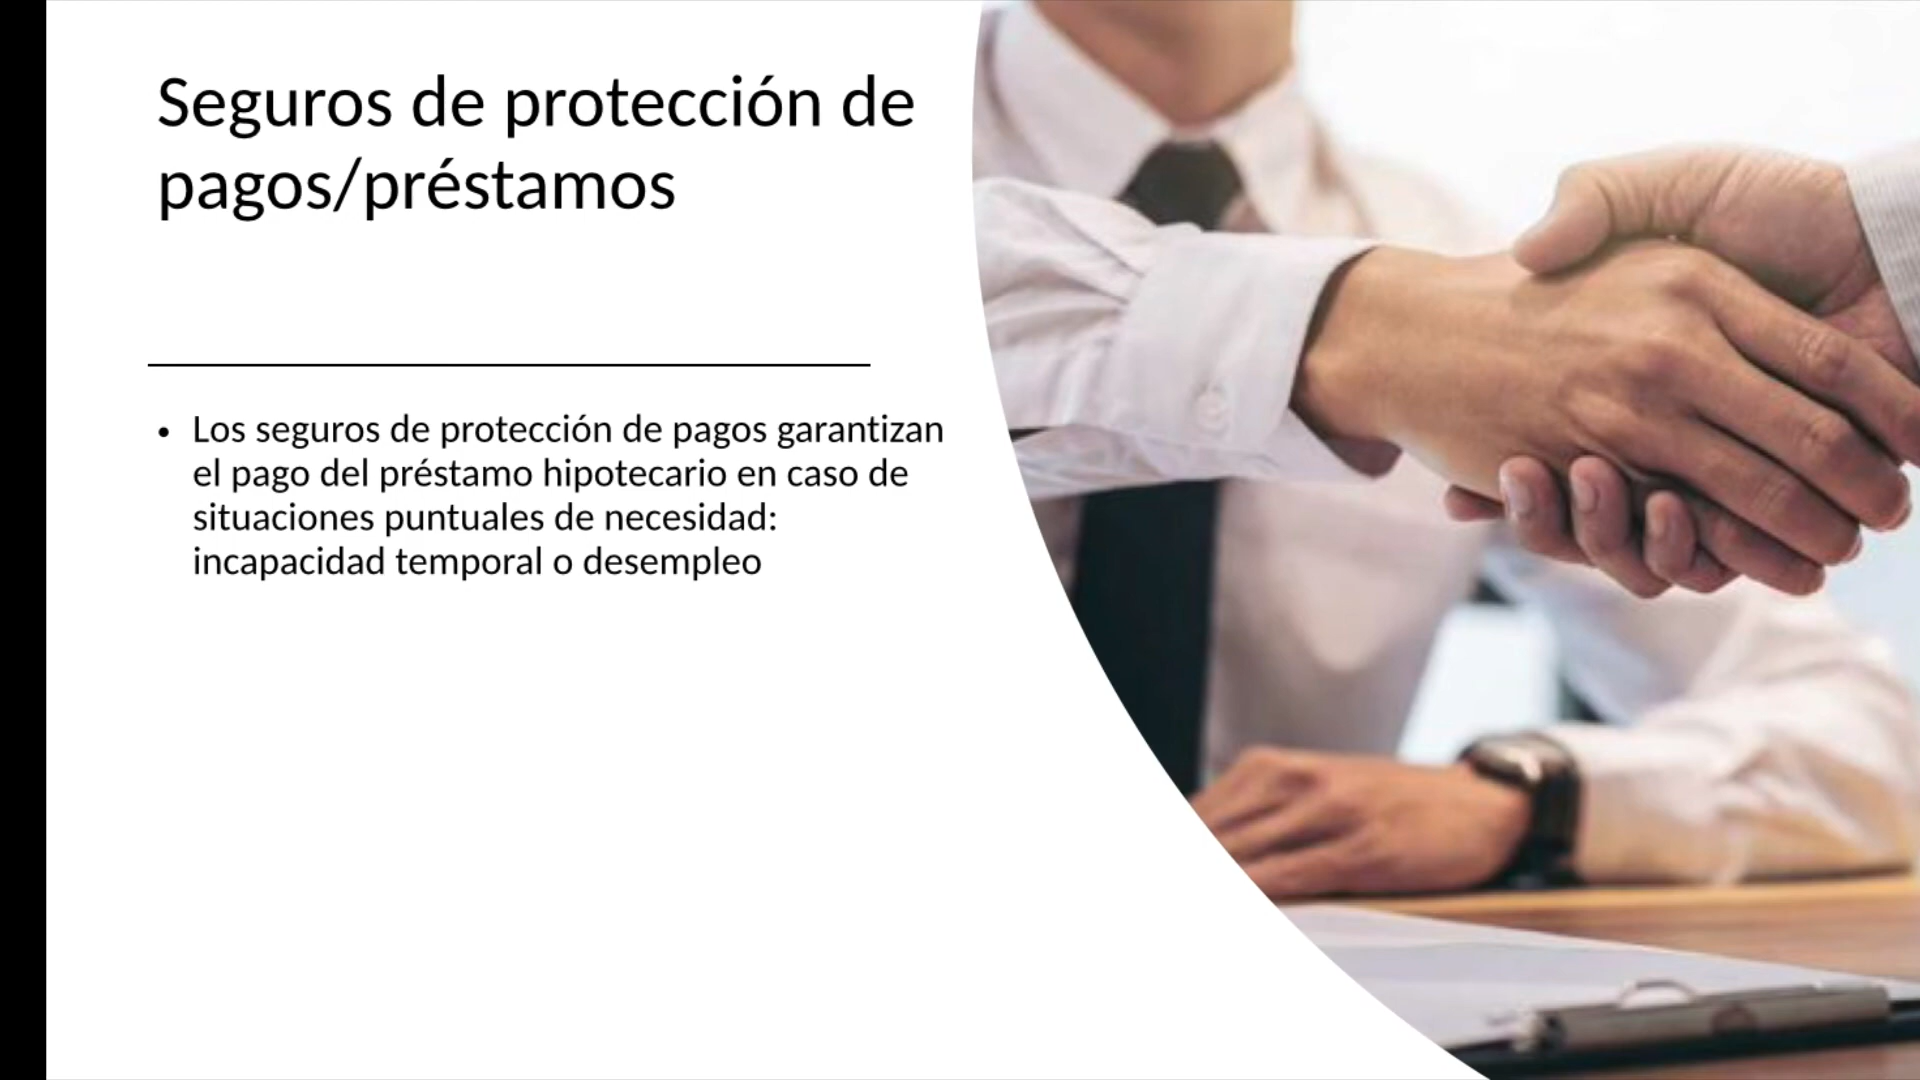 Seguros de protección de
pagos/préstamos
• Los seguros de protección de pagos garantizan
el pago del préstamo hipotecario en caso de
situaciones puntuales de necesidad:
incapacidad temporal o desempleo